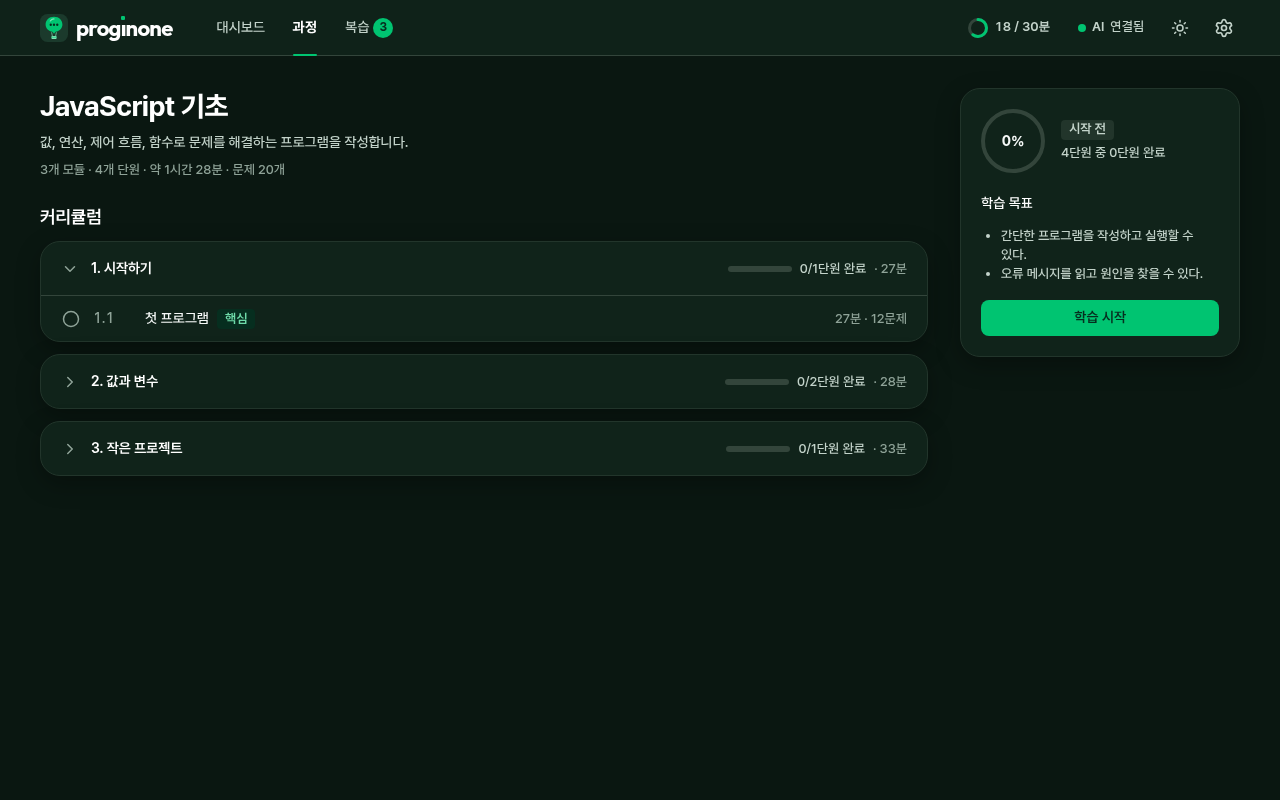 proginone
대시보드
과정
복습 3
18 / 30분
AI 연결됨
JavaScript 기초
값, 연산, 제어 흐름, 함수로 문제를 해결하는 프로그램을 작성합니다.
3개 모듈 · 4개 단원 · 약 1시간 28분 · 문제 20개
커리큘럼
1. 시작하기
0/1단원 완료 · 27분
1.1 첫 프로그램 핵심
27분 · 12문제
2. 값과 변수
0/2단원 완료 · 28분
3. 작은 프로젝트
0/1단원 완료 · 33분
0%
시작 전
4단원 중 0단원 완료
학습 목표
• 간단한 프로그램을 작성하고 실행할 수
있다.
• 오류 메시지를 읽고 원인을 찾을 수 있다.
학습 시작